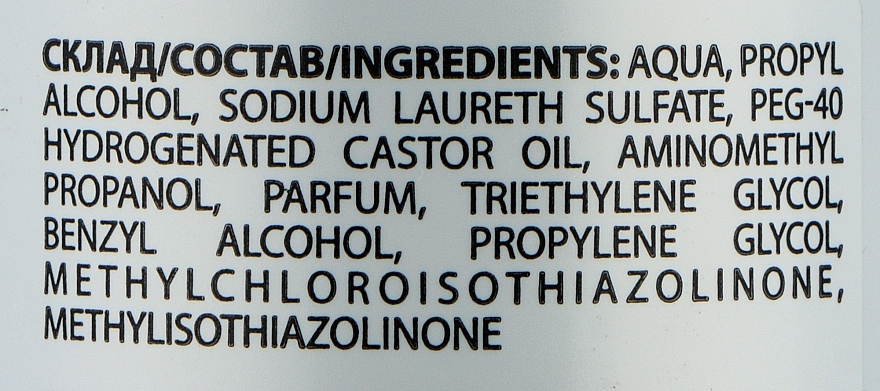 СКЛАД/СОСТАВ/INGREDIENTS: AQUA, PROPYL
ALCOHOL, SODIUM LAURETH SULFATE, PEG-40
HYDROGENATED CASTOR OIL, AMINOMETHYL
PROPANOL, PARFUM, TRIETHYLENE GLYCOL,
BENZYL ALCOHOL, PROPYLENE GLYCOL,
METHYLCHLOROISOTHIAZOLINONE,
METHYLISOTHIAZOLINONE